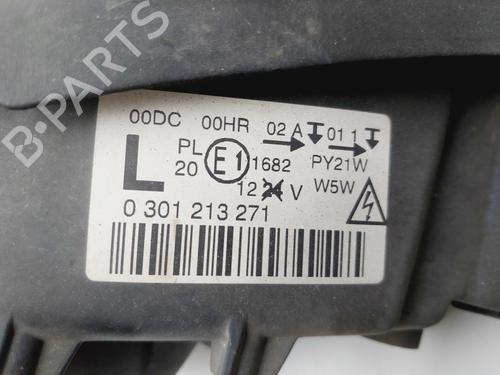 00DC 00HR 02 A 01 1
L PL E1 PY21W
20 1682
12 24 V W5W
0 301 213 271
B-PARTS